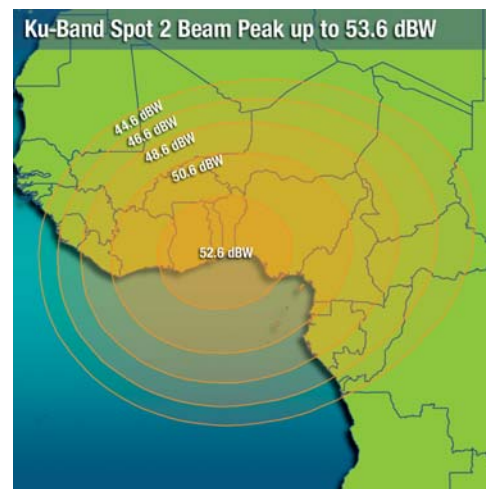 Ku-Band Spot 2 Beam Peak up to 53.6 dBW
44.6 dBW
46.6 dBW
48.6 dBW
50.6 dBW
52.6 dBW